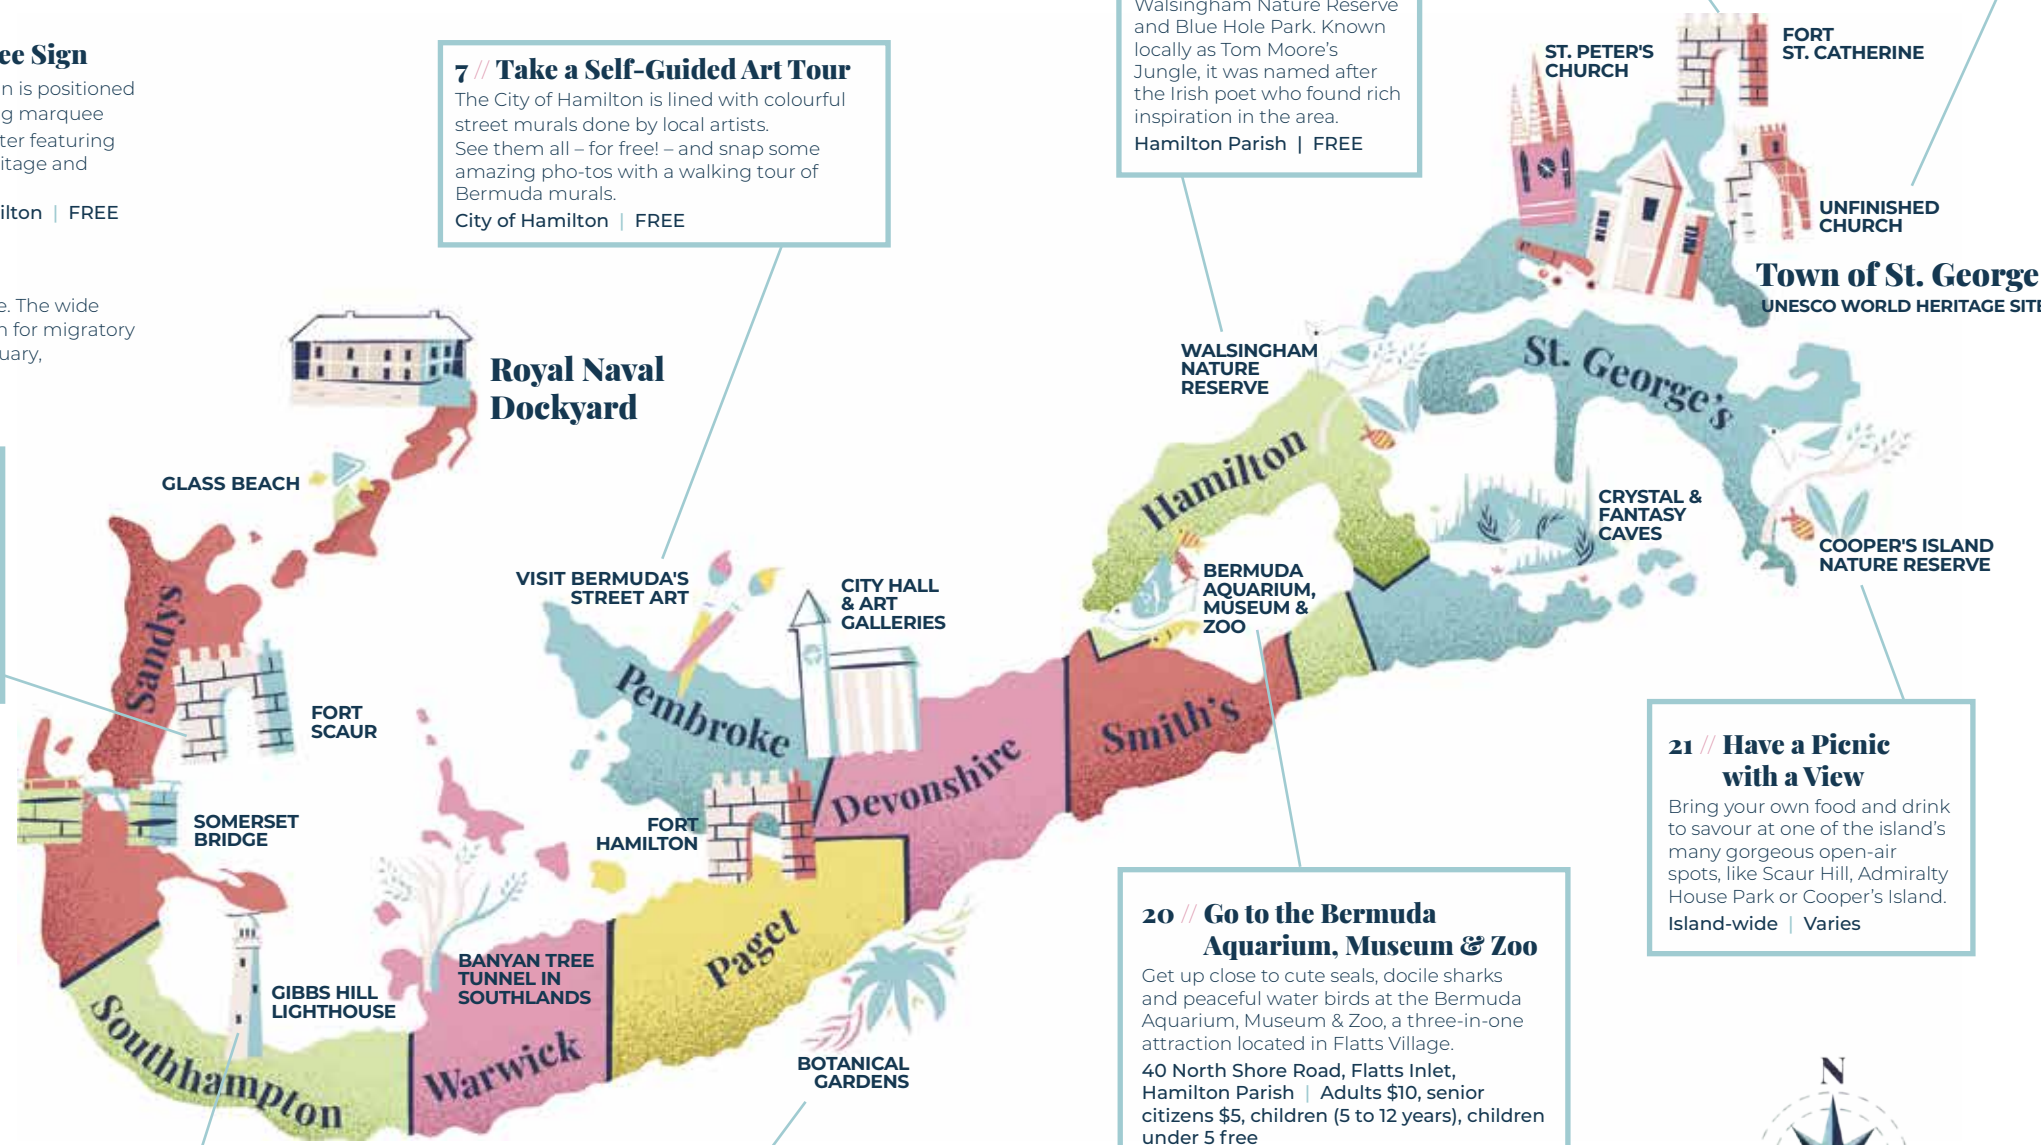 ee Sign
n is positioned
g marquee
ter featuring
itage and
ilton | FREE
e. The wide
n for migratory
uary,
7 // Take a Self-Guided Art Tour
The City of Hamilton is lined with colourful
street murals done by local artists.
See them all – for free! – and snap some
amazing pho-tos with a walking tour of
Bermuda murals.
City of Hamilton | FREE
Walsingham Nature Reserve
and Blue Hole Park. Known
locally as Tom Moore's
Jungle, it was named after
the Irish poet who found rich
inspiration in the area.
Hamilton Parish | FREE
ST. PETER'S
CHURCH
FORT
ST. CATHERINE
UNFINISHED
CHURCH
Town of St. George
UNESCO WORLD HERITAGE SITE
Royal Naval
Dockyard
WALSINGHAM
NATURE
RESERVE
St. George's
Hamilton
GLASS BEACH
CRYSTAL &
FANTASY
CAVES
COOPER'S ISLAND
NATURE RESERVE
VISIT BERMUDA'S
STREET ART
CITY HALL
& ART
GALLERIES
BERMUDA
AQUARIUM,
MUSEUM &
ZOO
Sandys
FORT
SCAUR
Pembroke
Devonshire
Smith's
SOMERSET
BRIDGE
FORT
HAMILTON
Paget
BANYAN TREE
TUNNEL IN
SOUTHLANDS
GIBBS HILL
LIGHTHOUSE
Southhampton
Warwick
BOTANICAL
GARDENS
21 // Have a Picnic
with a View
Bring your own food and drink
to savour at one of the island's
many gorgeous open-air
spots, like Scaur Hill, Admiralty
House Park or Cooper's Island.
Island-wide | Varies
20 // Go to the Bermuda
Aquarium, Museum & Zoo
Get up close to cute seals, docile sharks
and peaceful water birds at the Bermuda
Aquarium, Museum & Zoo, a three-in-one
attraction located in Flatts Village.
40 North Shore Road, Flatts Inlet,
Hamilton Parish | Adults $10, senior
citizens $5, children (5 to 12 years), children
under 5 free
N